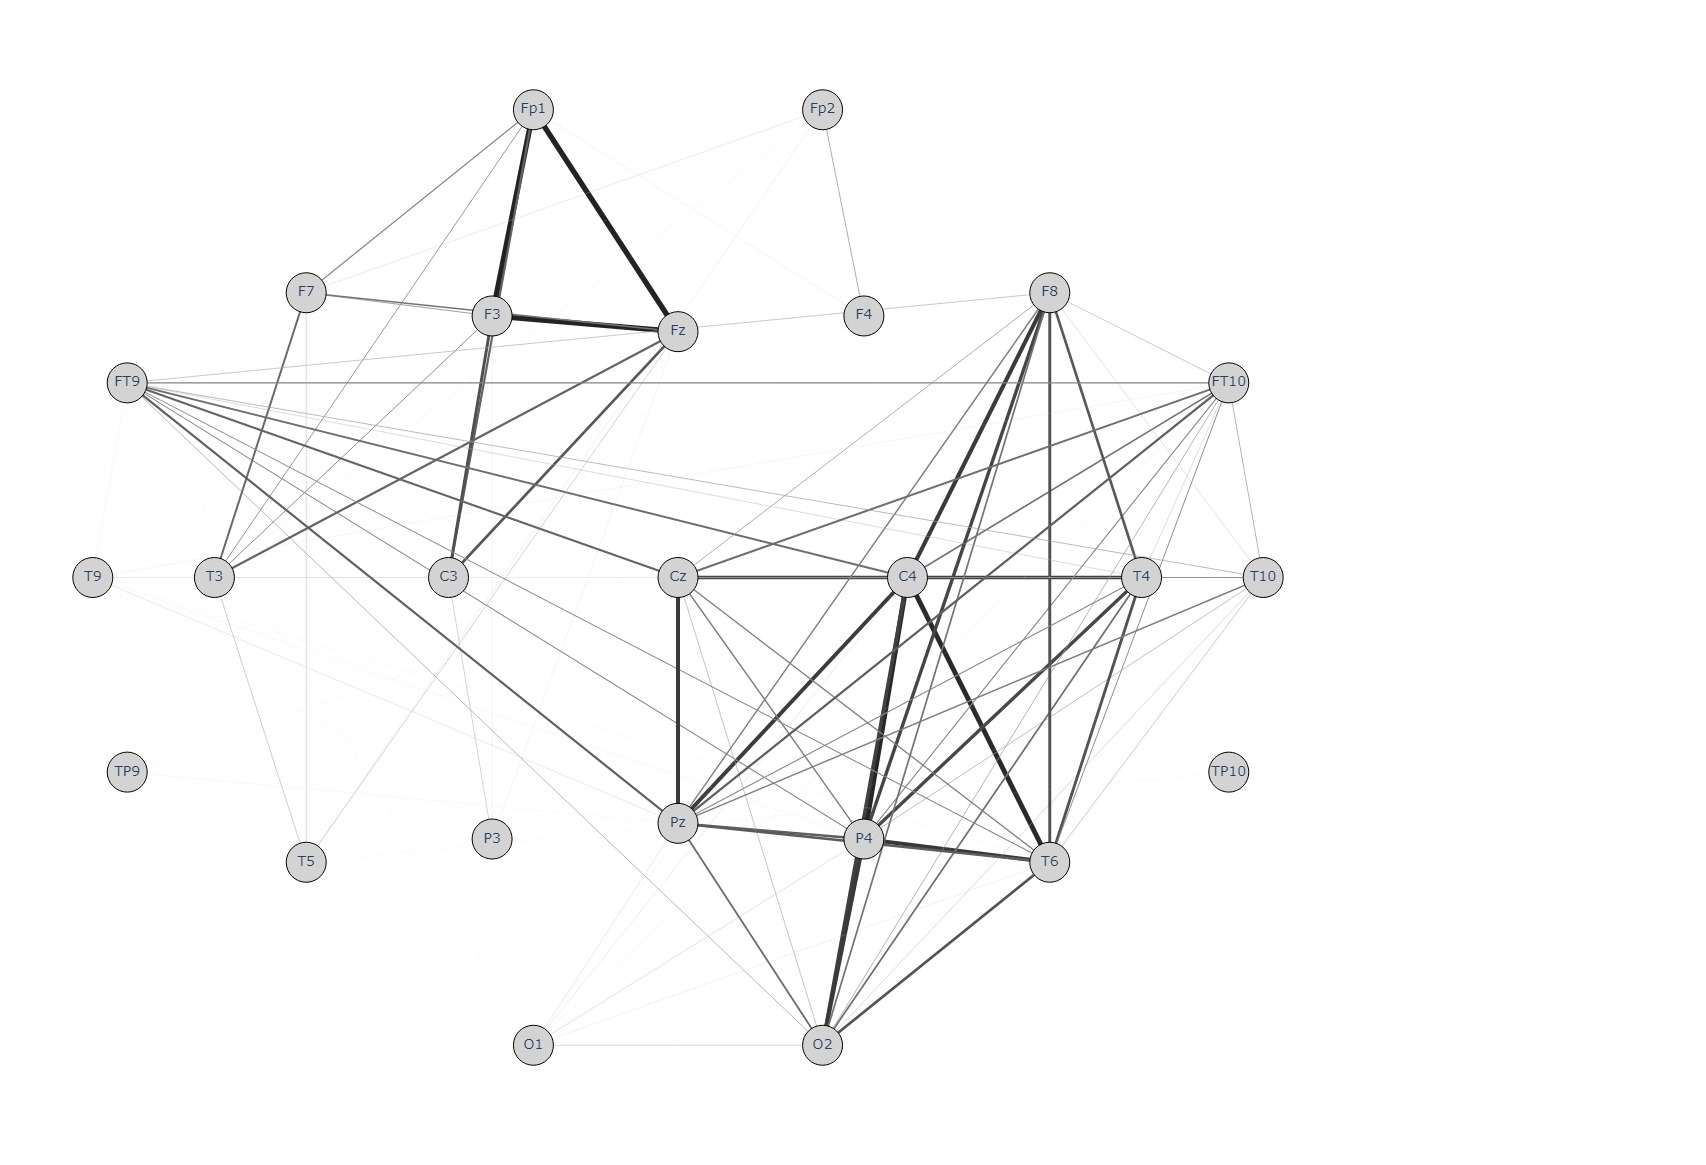 Fp1 Fp2
F7 F3 Fz F4 F8
FT9 FT10
T9 T3 C3 Cz C4 T4 T10
TP9 TP10
T5 P3 Pz P4 T6
O1 O2